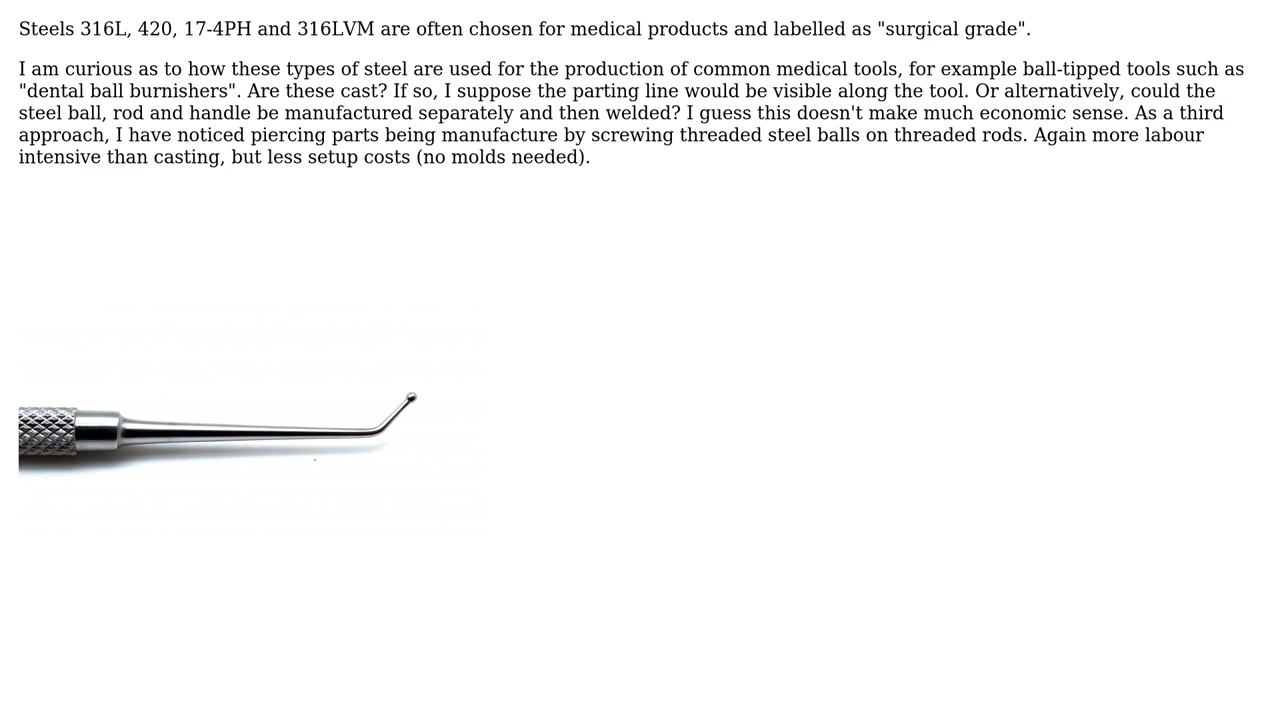 Steels 316L, 420, 17-4PH and 316LVM are often chosen for medical products and labelled as "surgical grade".
I am curious as to how these types of steel are used for the production of common medical tools, for example ball-tipped tools such as
"dental ball burnishers". Are these cast? If so, I suppose the parting line would be visible along the tool. Or alternatively, could the
steel ball, rod and handle be manufactured separately and then welded? I guess this doesn't make much economic sense. As a third
approach, I have noticed piercing parts being manufacture by screwing threaded steel balls on threaded rods. Again more labour
intensive than casting, but less setup costs (no molds needed).